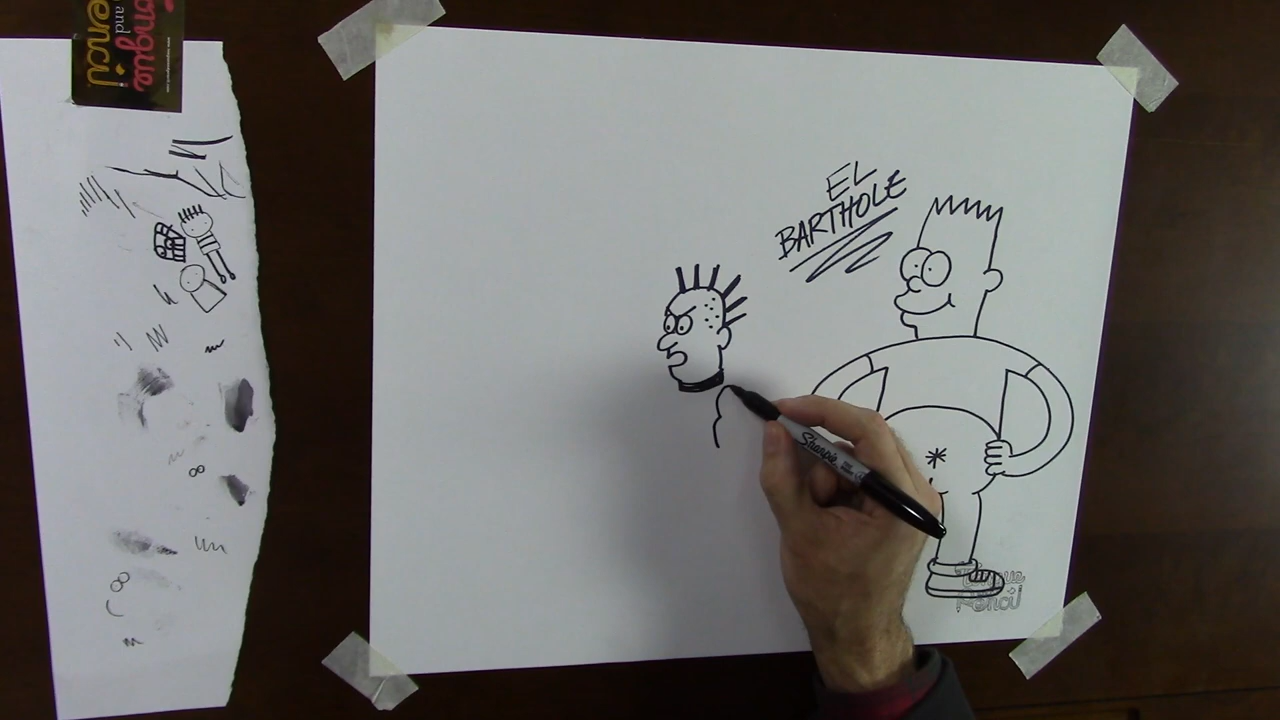 Tongue
and
Pencil
EL
BARTHOLE
Sharpie
Tongue
Pencil